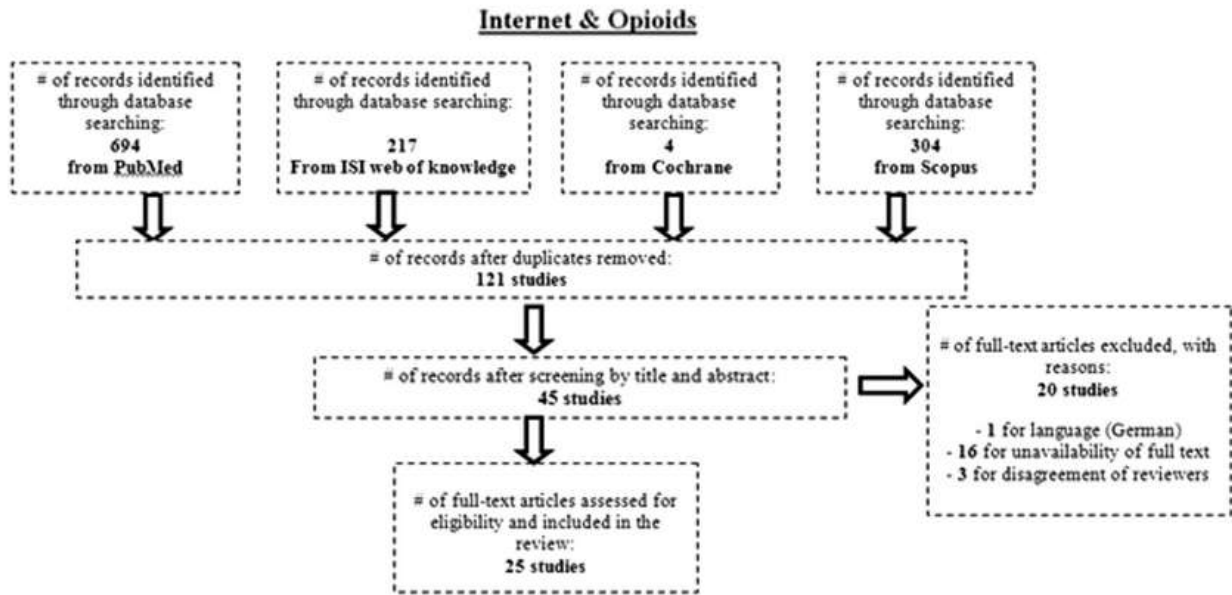 Internet & Opioids
# of records identified
through database
searching:
694
from PubMed
# of records identified
through database searching:
217
From ISI web of knowledge
# of records identified
through database
searching:
4
from Cochrane
# of records identified
through database
searching:
304
from Scopus
# of records after duplicates removed:
121 studies
# of records after screening by title and abstract:
45 studies
# of full-text articles excluded, with
reasons:
20 studies
- 1 for language (German)
- 16 for unavailability of full text
- 3 for disagreement of reviewers
# of full-text articles assessed for
eligibility and included in the
review:
25 studies